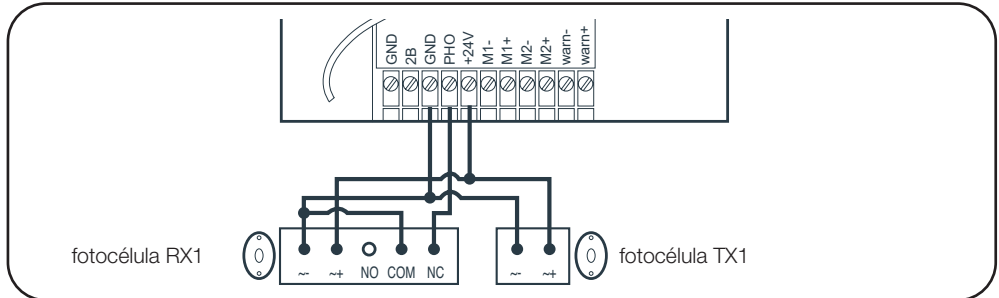 GND 2B GND PHO +24V M1- M1+ M2- M2+ warn- warn+
fotocélula RX1
~- ~+ NO COM NC
~- ~+
fotocélula TX1